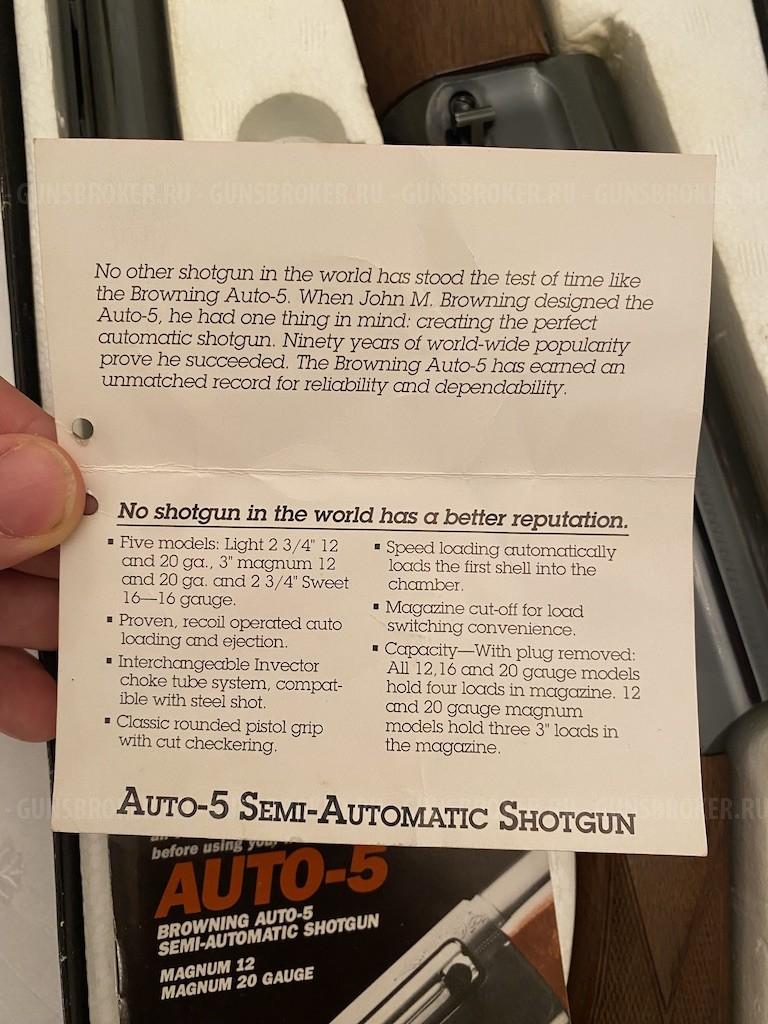 GUNSBROKER.RU - GUNSBROKER.RU - GUNSBROKER.RU - GUNSBROKER.RU
No other shotgun in the world has stood the test of time like
the Browning Auto-5. When John M. Browning designed the
Auto-5, he had one thing in mind: creating the perfect
automatic shotgun. Ninety years of world-wide popularity
prove he succeeded. The Browning Auto-5 has earned an
unmatched record for reliability and dependability.
No shotgun in the world has a better reputation.
▪ Five models: Light 2 3/4" 12
and 20 ga., 3" magnum 12
and 20 ga. and 2 3/4" Sweet
16—16 gauge.
▪ Proven, recoil operated auto
loading and ejection.
▪ Interchangeable Invector
choke tube system, compat-
ible with steel shot.
▪ Classic rounded pistol grip
with cut checkering.
▪ Speed loading automatically
loads the first shell into the
chamber.
▪ Magazine cut-off for load
switching convenience.
▪ Capacity—With plug removed:
All 12,16 and 20 gauge models
hold four loads in magazine. 12
and 20 gauge magnum
models hold three 3" loads in
the magazine.
AUTO-5 SEMI-AUTOMATIC SHOTGUN
before using your
AUTO-5
BROWNING AUTO-5
SEMI-AUTOMATIC SHOTGUN
MAGNUM 12
MAGNUM 20 GAUGE